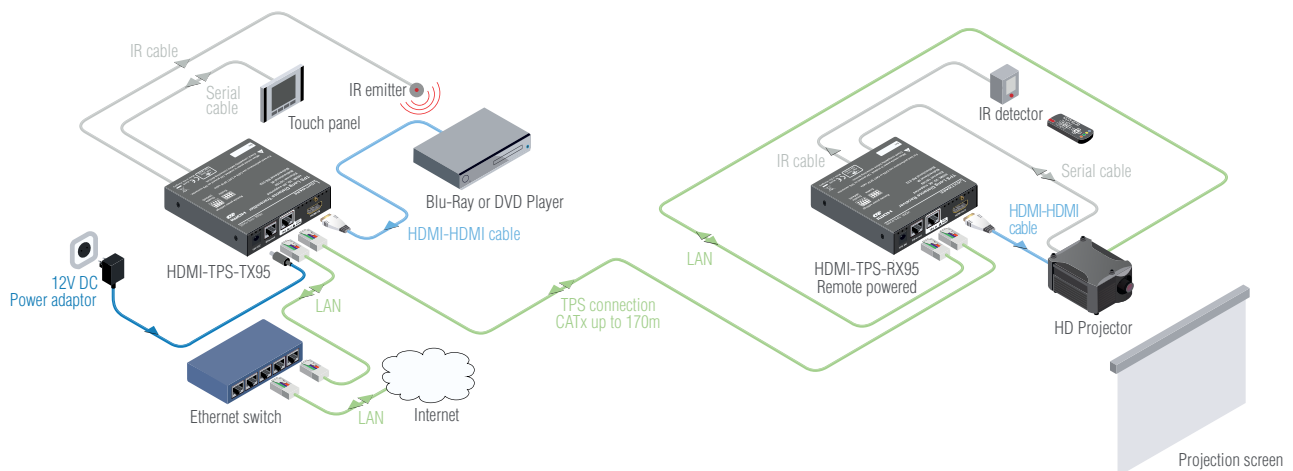 IR cable
Serial
cable
Touch panel
IR emitter
Blu-Ray or DVD Player
HDMI-HDMI cable
HDMI-TPS-TX95
12V DC
Power adaptor
LAN
Ethernet switch
LAN
Internet
TPS connection
CATx up to 170m
LAN
IR detector
IR cable
Serial cable
HDMI-HDMI
cable
HDMI-TPS-RX95
Remote powered
HD Projector
Projection screen